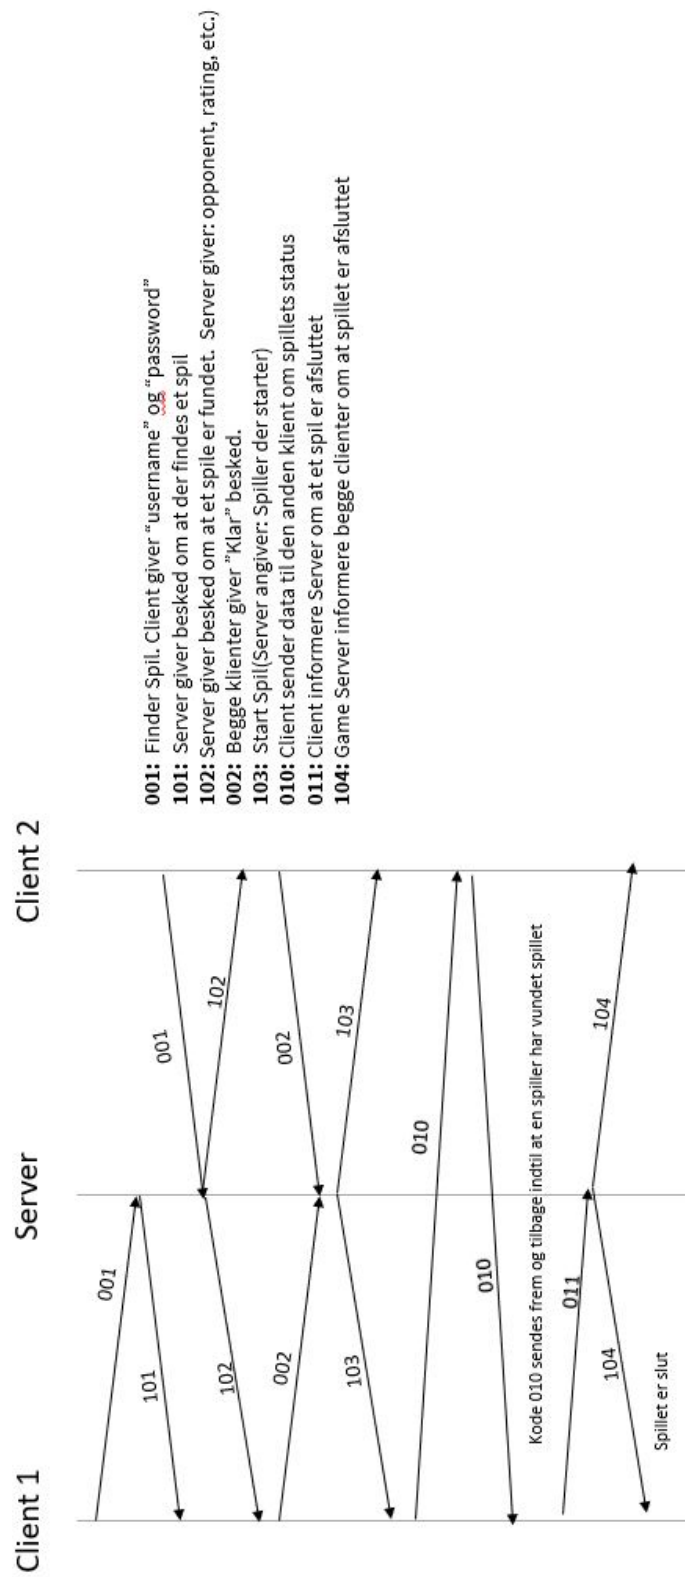 Client 1
Server
Client 2
001
101
001
102
102
002
002
103
103
010
010
Kode 010 sendes frem og tilbage indtil at en spiller har vundet spillet
011
104
104
Spillet er slut
001: Finder Spil. Client giver “username” og “password”
101: Server giver besked om at der findes et spil
102: Server giver besked om at et spile er fundet. Server giver: opponent, rating, etc.)
002: Begge klienter giver ”Klar” besked.
103: Start Spil(Server angiver: Spiller der starter)
010: Client sender data til den anden klient om spillets status
011: Client informere Server om at et spil er afsluttet
104: Game Server informere begge clienter om at spillet er afsluttet